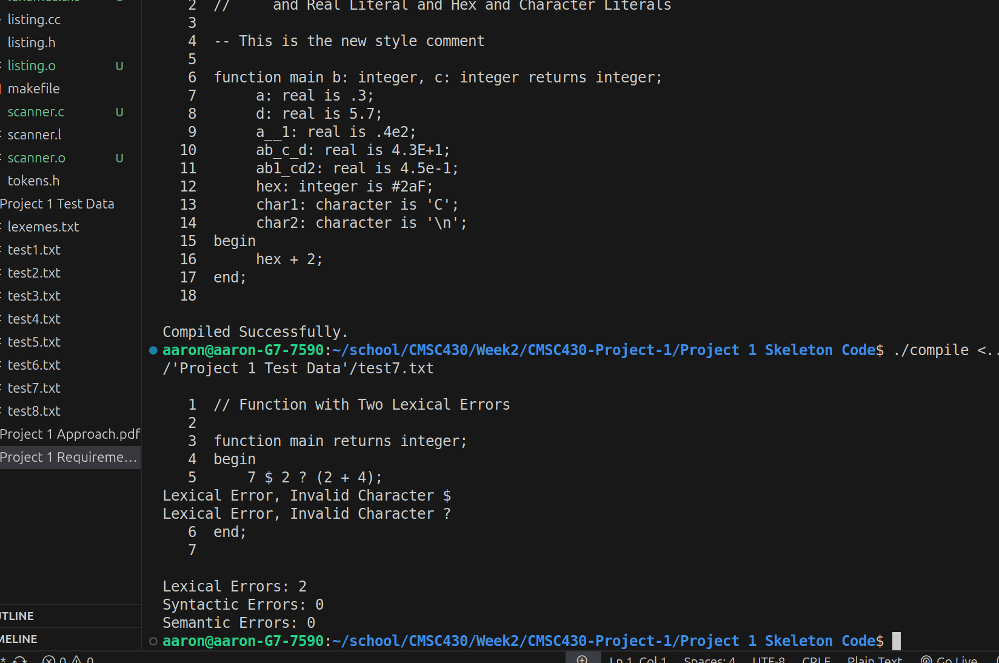 listing.cc
listing.h
listing.o U
makefile
scanner.c U
scanner.l
scanner.o U
tokens.h
Project 1 Test Data
lexemes.txt
test1.txt
test2.txt
test3.txt
test4.txt
test5.txt
test6.txt
test7.txt
test8.txt
Project 1 Approach.pdf
Project 1 Requireme...
2 // and Real Literal and Hex and Character Literals
3
4 -- This is the new style comment
5
6 function main b: integer, c: integer returns integer;
7 a: real is .3;
8 d: real is 5.7;
9 a__1: real is .4e2;
10 ab_c_d: real is 4.3E+1;
11 ab1_cd2: real is 4.5e-1;
12 hex: integer is #2aF;
13 char1: character is 'C';
14 char2: character is '\n';
15 begin
16 hex + 2;
17 end;
18
Compiled Successfully.
aaron@aaron-G7-7590:~/school/CMSC430/Week2/CMSC430-Project-1/Project 1 Skeleton Code$ ./compile <..
/'Project 1 Test Data'/test7.txt
1 // Function with Two Lexical Errors
2
3 function main returns integer;
4 begin
5 7 $ 2 ? (2 + 4);
Lexical Error, Invalid Character $
Lexical Error, Invalid Character ?
6 end;
7
Lexical Errors: 2
Syntactic Errors: 0
Semantic Errors: 0
aaron@aaron-G7-7590:~/school/CMSC430/Week2/CMSC430-Project-1/Project 1 Skeleton Code$
UTLINE
MELINE
0 0
Ln 1, Col 1 Spaces: 4 UTF-8 CRLF Plain Text Go Live